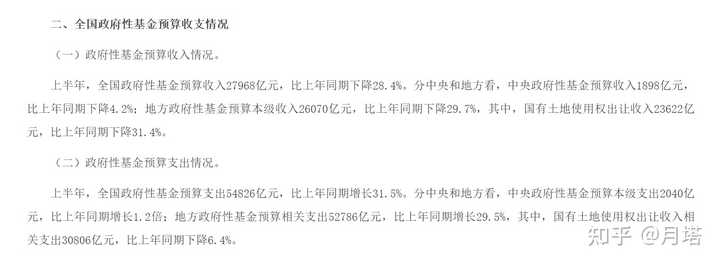 二、全国政府性基金预算收支情况
（一）政府性基金预算收入情况。
上半年，全国政府性基金预算收入27968亿元，比上年同期下降28.4%。分中央和地方看，中央政府性基金预算收入1898亿元，
比上年同期下降4.2%；地方政府性基金预算本级收入26070亿元，比上年同期下降29.7%，其中，国有土地使用权出让收入23622亿
元，比上年同期下降31.4%。
（二）政府性基金预算支出情况。
上半年，全国政府性基金预算支出54826亿元，比上年同期增长31.5%。分中央和地方看，中央政府性基金预算本级支出2040亿
元，比上年同期增长1.2倍；地方政府性基金预算相关支出52786亿元，比上年同期增长29.5%，其中，国有土地使用权出让收入相
关支出30806亿元，比上年同期下降6.4%。
知乎 @月塔